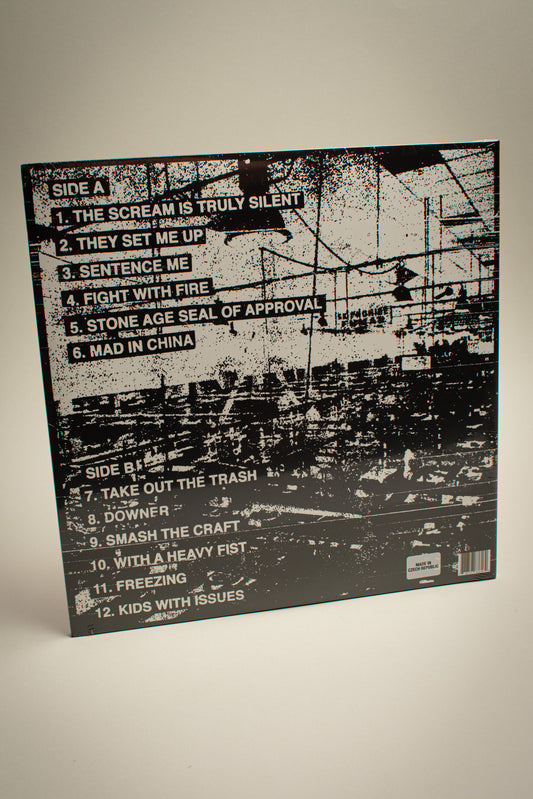 SIDE A
1. THE SCREAM IS TRULY SILENT
2. THEY SET ME UP
3. SENTENCE ME
4. FIGHT WITH FIRE
5. STONE AGE SEAL OF APPROVAL
6. MAD IN CHINA
SIDE B
7. TAKE OUT THE TRASH
8. DOWNER
9. SMASH THE CRAFT
10. WITH A HEAVY FIST
11. FREEZING
12. KIDS WITH ISSUES
MADE IN
CZECH REPUBLIC